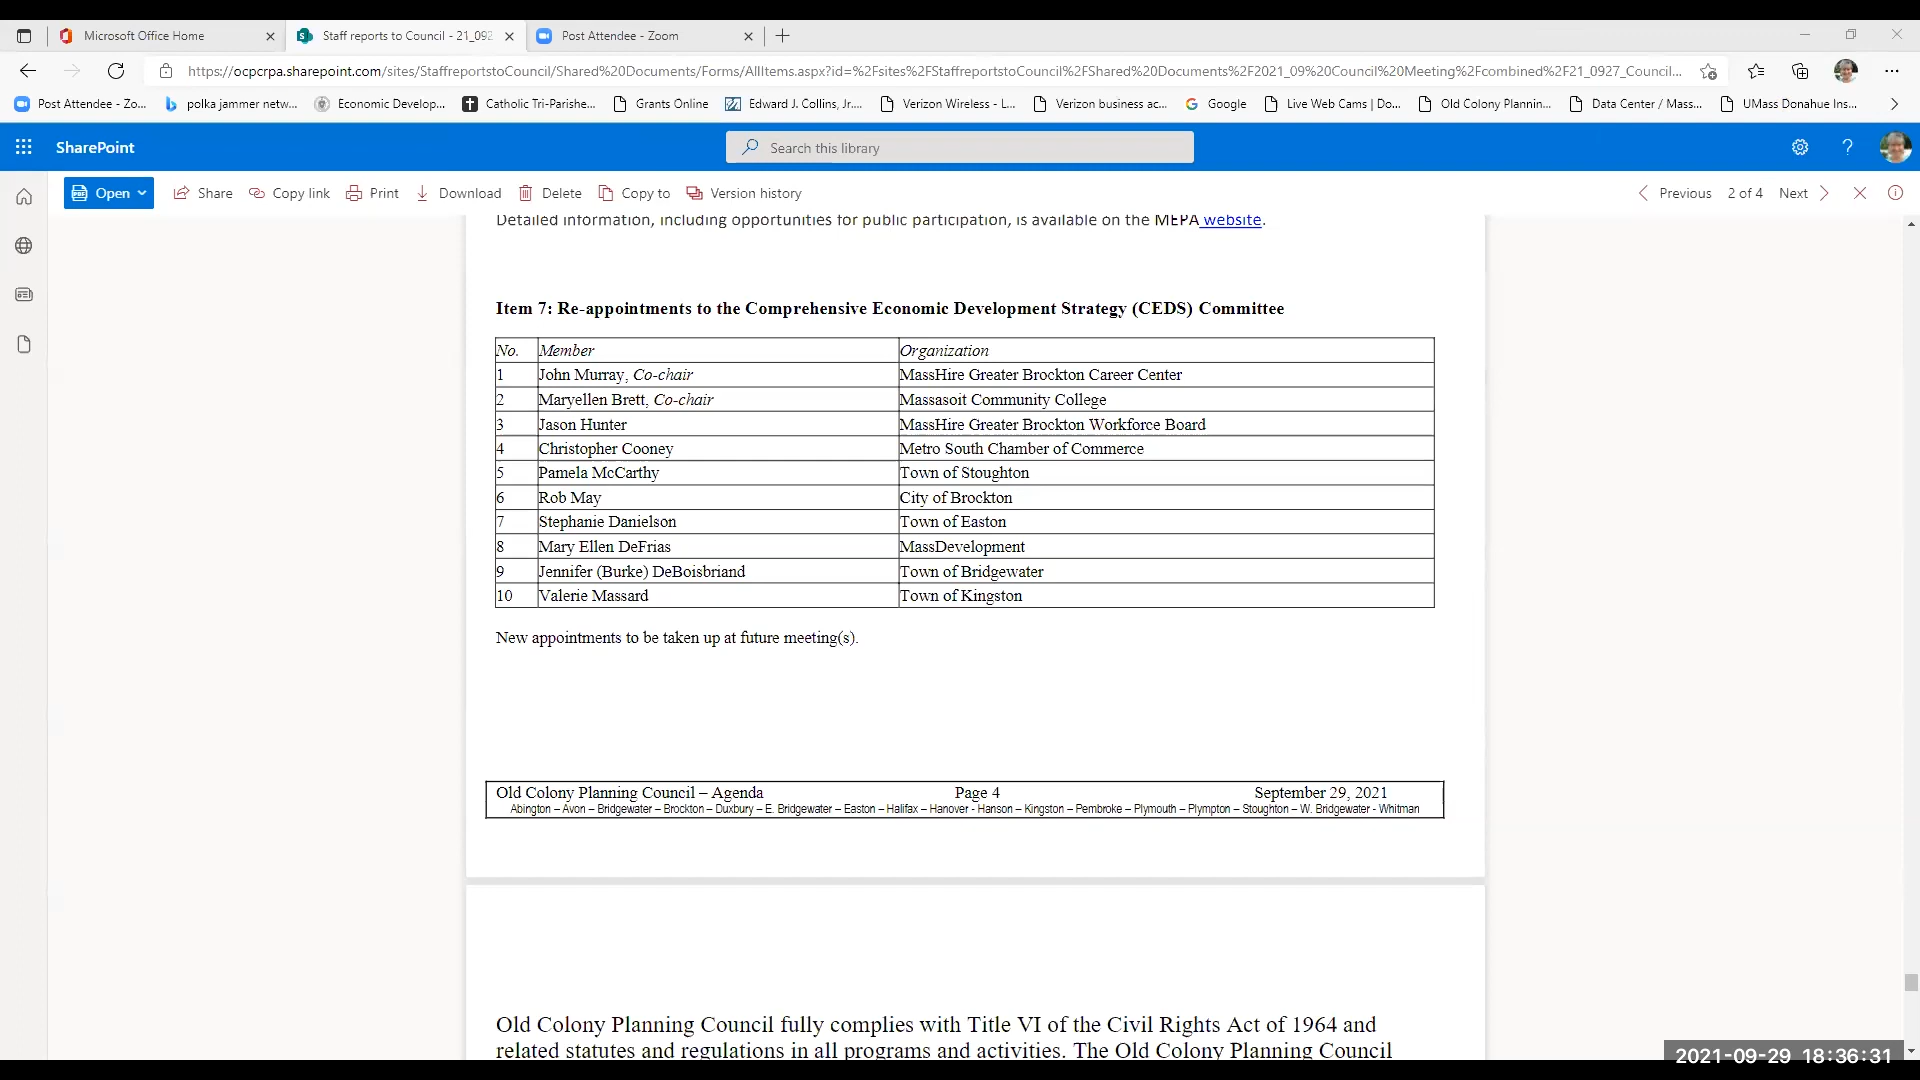 Microsoft Office Home
Staff reports to Council - 21_092
Post Attendee - Zoom
https://ocpcrpa.sharepoint.com/sites/StaffreportstoCouncil/Shared%20Documents/Forms/AllItems.aspx?id=%2Fsites%2FStaffreportstoCouncil%2FShared%20Documents%2F2021_09%20Council%20Meeting%2Fcombined%2F21_0927_Council...
Post Attendee - Zo...
polka jammer netw...
Economic Develop...
Catholic Tri-Parishe...
Grants Online
Edward J. Collins, Jr....
Verizon Wireless - L...
Verizon business ac...
Google
Live Web Cams | Do...
Old Colony Plannin...
Data Center / Mass...
UMass Donahue Ins...
SharePoint
Search this library
Open
Share
Copy link
Print
Download
Delete
Copy to
Version history
Previous
2 of 4
Next
Detailed information, including opportunities for public participation, is available on the MEPA website.
Item 7: Re-appointments to the Comprehensive Economic Development Strategy (CEDS) Committee
No. Member Organization
1 John Murray, Co-chair MassHire Greater Brockton Career Center
2 Maryellen Brett, Co-chair Massasoit Community College
3 Jason Hunter MassHire Greater Brockton Workforce Board
4 Christopher Cooney Metro South Chamber of Commerce
5 Pamela McCarthy Town of Stoughton
6 Rob May City of Brockton
7 Stephanie Danielson Town of Easton
8 Mary Ellen DeFrias MassDevelopment
9 Jennifer (Burke) DeBoisbriand Town of Bridgewater
10 Valerie Massard Town of Kingston
New appointments to be taken up at future meeting(s).
Old Colony Planning Council – Agenda Page 4 September 29, 2021
Abington – Avon – Bridgewater – Brockton – Duxbury – E. Bridgewater – Easton – Halifax – Hanover - Hanson – Kingston – Pembroke – Plymouth – Plympton – Stoughton – W. Bridgewater - Whitman
Old Colony Planning Council fully complies with Title VI of the Civil Rights Act of 1964 and
related statutes and regulations in all programs and activities. The Old Colony Planning Council
2021-09-29 18:36:31